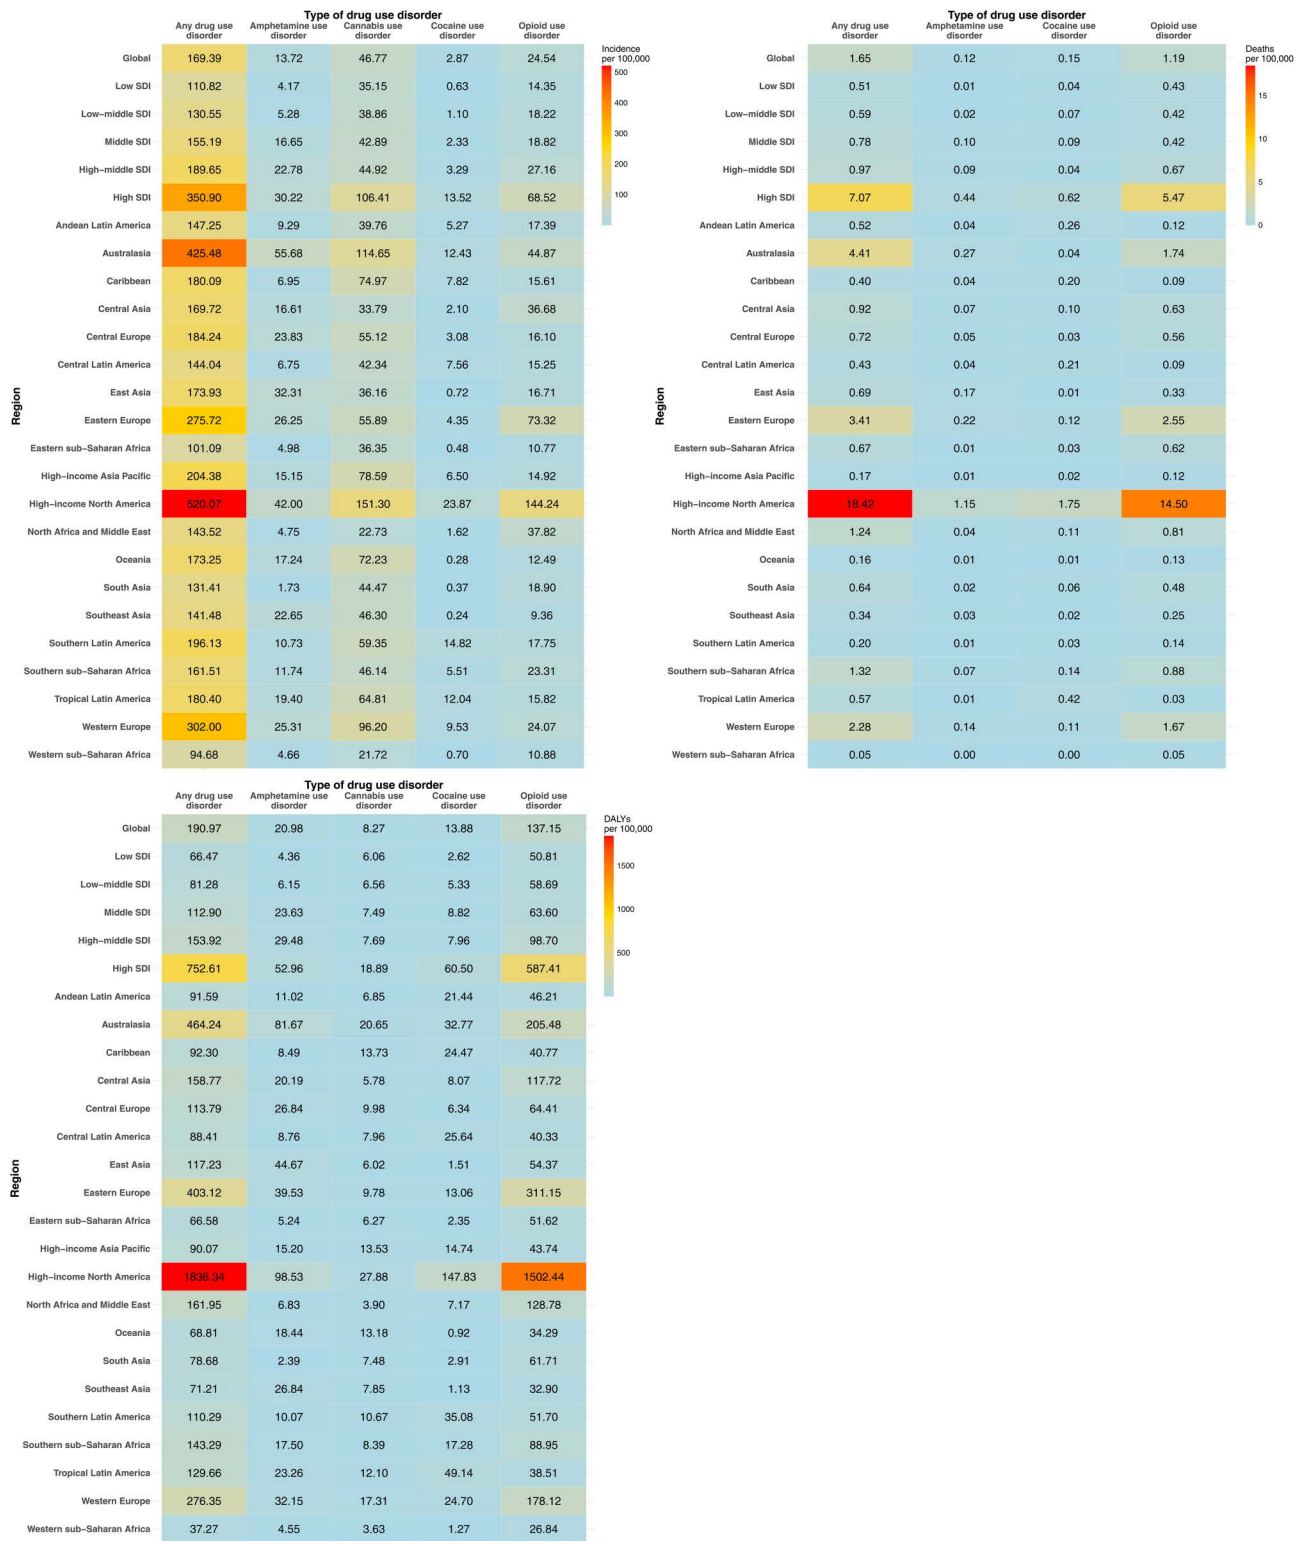 Type of drug use disorder
Any drug use disorder Amphetamine use disorder Cannabis use disorder Cocaine use disorder Opioid use disorder
Region
Global 169.39 13.72 46.77 2.87 24.54
Low SDI 110.82 4.17 35.15 0.63 14.35
Low−middle SDI 130.55 5.28 38.86 1.10 18.22
Middle SDI 155.19 16.65 42.89 2.33 18.82
High−middle SDI 189.65 22.78 44.92 3.29 27.16
High SDI 350.90 30.22 106.41 13.52 68.52
Andean Latin America 147.25 9.29 39.76 5.27 17.39
Australasia 425.48 55.68 114.65 12.43 44.87
Caribbean 180.09 6.95 74.97 7.82 15.61
Central Asia 169.72 16.61 33.79 2.10 36.68
Central Europe 184.24 23.83 55.12 3.08 16.10
Central Latin America 144.04 6.75 42.34 7.56 15.25
East Asia 173.93 32.31 36.16 0.72 16.71
Eastern Europe 275.72 26.25 55.89 4.35 73.32
Eastern sub−Saharan Africa 101.09 4.98 36.35 0.48 10.77
High−income Asia Pacific 204.38 15.15 78.59 6.50 14.92
High−income North America 520.07 42.00 151.30 23.87 144.24
North Africa and Middle East 143.52 4.75 22.73 1.62 37.82
Oceania 173.25 17.24 72.23 0.28 12.49
South Asia 131.41 1.73 44.47 0.37 18.90
Southeast Asia 141.48 22.65 46.30 0.24 9.36
Southern Latin America 196.13 10.73 59.35 14.82 17.75
Southern sub−Saharan Africa 161.51 11.74 46.14 5.51 23.31
Tropical Latin America 180.40 19.40 64.81 12.04 15.82
Western Europe 302.00 25.31 96.20 9.53 24.07
Western sub−Saharan Africa 94.68 4.66 21.72 0.70 10.88
Incidence
per 100,000
500
400
300
200
100
Type of drug use disorder
Any drug use disorder Amphetamine use disorder Cocaine use disorder Opioid use disorder
Region
Global 1.65 0.12 0.15 1.19
Low SDI 0.51 0.01 0.04 0.43
Low−middle SDI 0.59 0.02 0.07 0.42
Middle SDI 0.78 0.10 0.09 0.42
High−middle SDI 0.97 0.09 0.04 0.67
High SDI 7.07 0.44 0.62 5.47
Andean Latin America 0.52 0.04 0.26 0.12
Australasia 4.41 0.27 0.04 1.74
Caribbean 0.40 0.04 0.20 0.09
Central Asia 0.92 0.07 0.10 0.63
Central Europe 0.72 0.05 0.03 0.56
Central Latin America 0.43 0.04 0.21 0.09
East Asia 0.69 0.17 0.01 0.33
Eastern Europe 3.41 0.22 0.12 2.55
Eastern sub−Saharan Africa 0.67 0.01 0.03 0.62
High−income Asia Pacific 0.17 0.01 0.02 0.12
High−income North America 18.42 1.15 1.75 14.50
North Africa and Middle East 1.24 0.04 0.11 0.81
Oceania 0.16 0.01 0.01 0.13
South Asia 0.64 0.02 0.06 0.48
Southeast Asia 0.34 0.03 0.02 0.25
Southern Latin America 0.20 0.01 0.03 0.14
Southern sub−Saharan Africa 1.32 0.07 0.14 0.88
Tropical Latin America 0.57 0.01 0.42 0.03
Western Europe 2.28 0.14 0.11 1.67
Western sub−Saharan Africa 0.05 0.00 0.00 0.05
Deaths
per 100,000
15
10
5
0
Type of drug use disorder
Any drug use disorder Amphetamine use disorder Cannabis use disorder Cocaine use disorder Opioid use disorder
Region
Global 190.97 20.98 8.27 13.88 137.15
Low SDI 66.47 4.36 6.06 2.62 50.81
Low−middle SDI 81.28 6.15 6.56 5.33 58.69
Middle SDI 112.90 23.63 7.49 8.82 63.60
High−middle SDI 153.92 29.48 7.69 7.96 98.70
High SDI 752.61 52.96 18.89 60.50 587.41
Andean Latin America 91.59 11.02 6.85 21.44 46.21
Australasia 464.24 81.67 20.65 32.77 205.48
Caribbean 92.30 8.49 13.73 24.47 40.77
Central Asia 158.77 20.19 5.78 8.07 117.72
Central Europe 113.79 26.84 9.98 6.34 64.41
Central Latin America 88.41 8.76 7.96 25.64 40.33
East Asia 117.23 44.67 6.02 1.51 54.37
Eastern Europe 403.12 39.53 9.78 13.06 311.15
Eastern sub−Saharan Africa 66.58 5.24 6.27 2.35 51.62
High−income Asia Pacific 90.07 15.20 13.53 14.74 43.74
High−income North America 1836.34 98.53 27.88 147.83 1502.44
North Africa and Middle East 161.95 6.83 3.90 7.17 128.78
Oceania 68.81 18.44 13.18 0.92 34.29
South Asia 78.68 2.39 7.48 2.91 61.71
Southeast Asia 71.21 26.84 7.85 1.13 32.90
Southern Latin America 110.29 10.07 10.67 35.08 51.70
Southern sub−Saharan Africa 143.29 17.50 8.39 17.28 88.95
Tropical Latin America 129.66 23.26 12.10 49.14 38.51
Western Europe 276.35 32.15 17.31 24.70 178.12
Western sub−Saharan Africa 37.27 4.55 3.63 1.27 26.84
DALYs
per 100,000
1500
1000
500